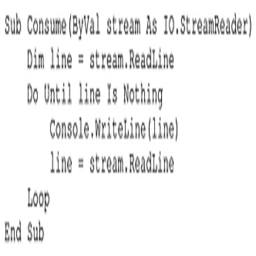 Sub Consume(ByVal stream As IO.StreamReader)
    Dim line = stream.ReadLine
    Do Until line Is Nothing
        Console.WriteLine(line)
        line = stream.ReadLine
    Loop
End Sub